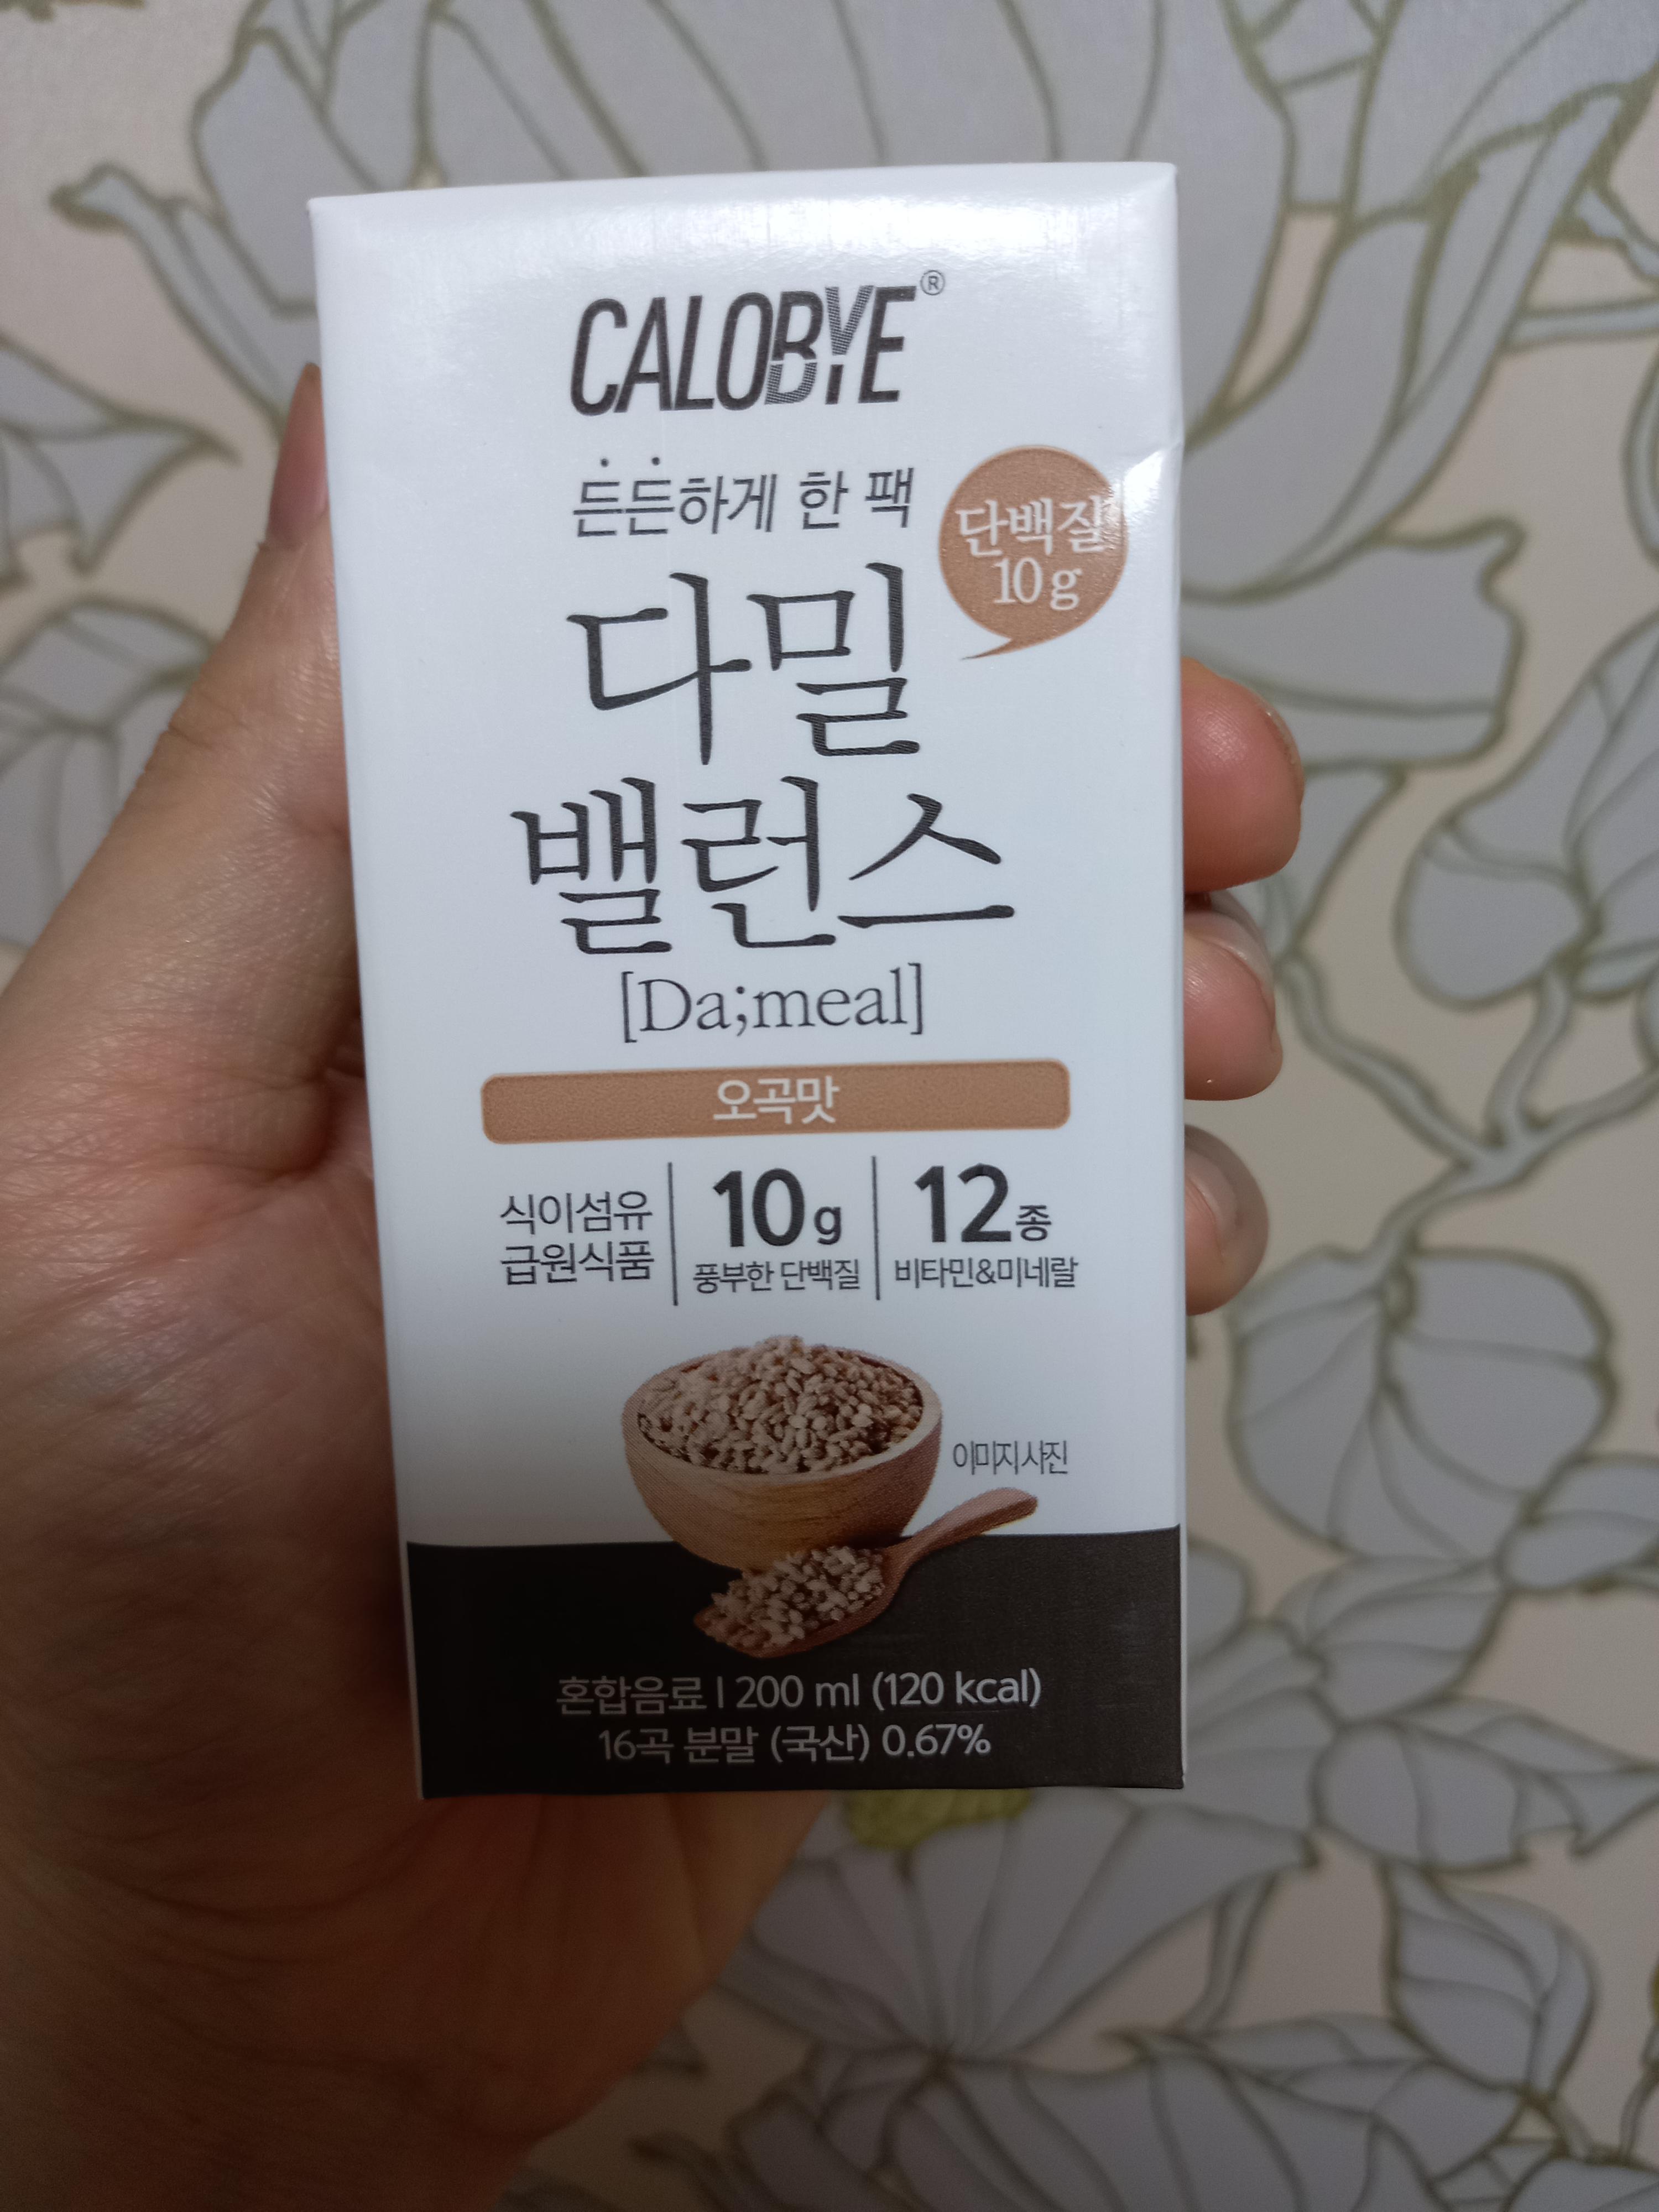 CALOBYE®
든든하게 한 팩
단백질
10 g
다밀
밸런스
[Da;meal]
오곡맛
식이섬유
급원식품
10 g
풍부한 단백질
12종
비타민&미네랄
이미지 사진
혼합음료 | 200 ml (120 kcal)
16곡 분말 (국산) 0.67%